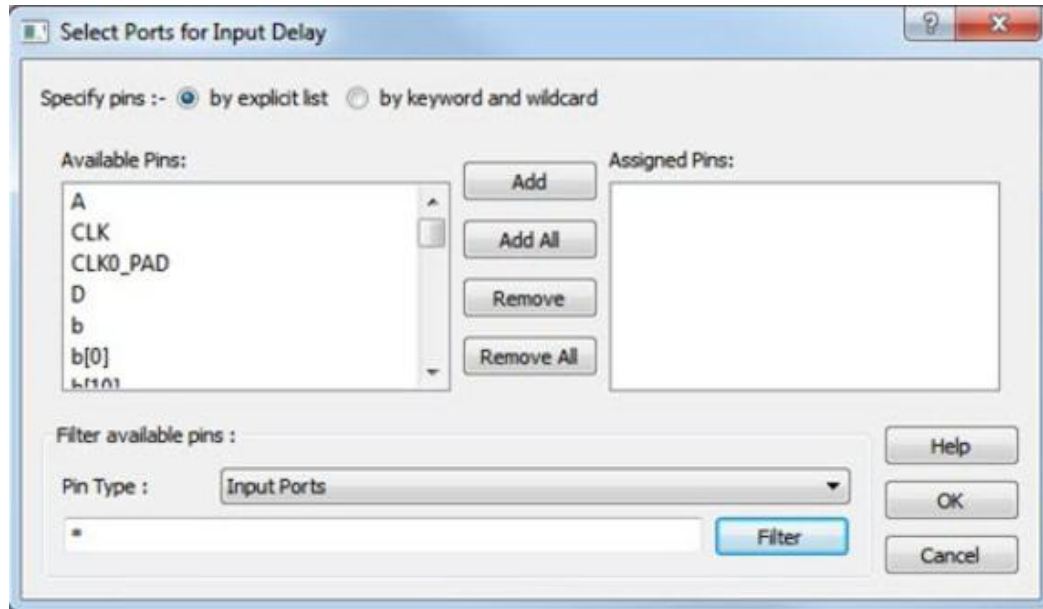 Select Ports for Input Delay
Specify pins :- by explicit list by keyword and wildcard
Available Pins:
A
CLK
CLK0_PAD
D
b
b[0]
b[10]
Add
Add All
Remove
Remove All
Assigned Pins:
Filter available pins :
Pin Type : Input Ports
*
Filter
Help
OK
Cancel